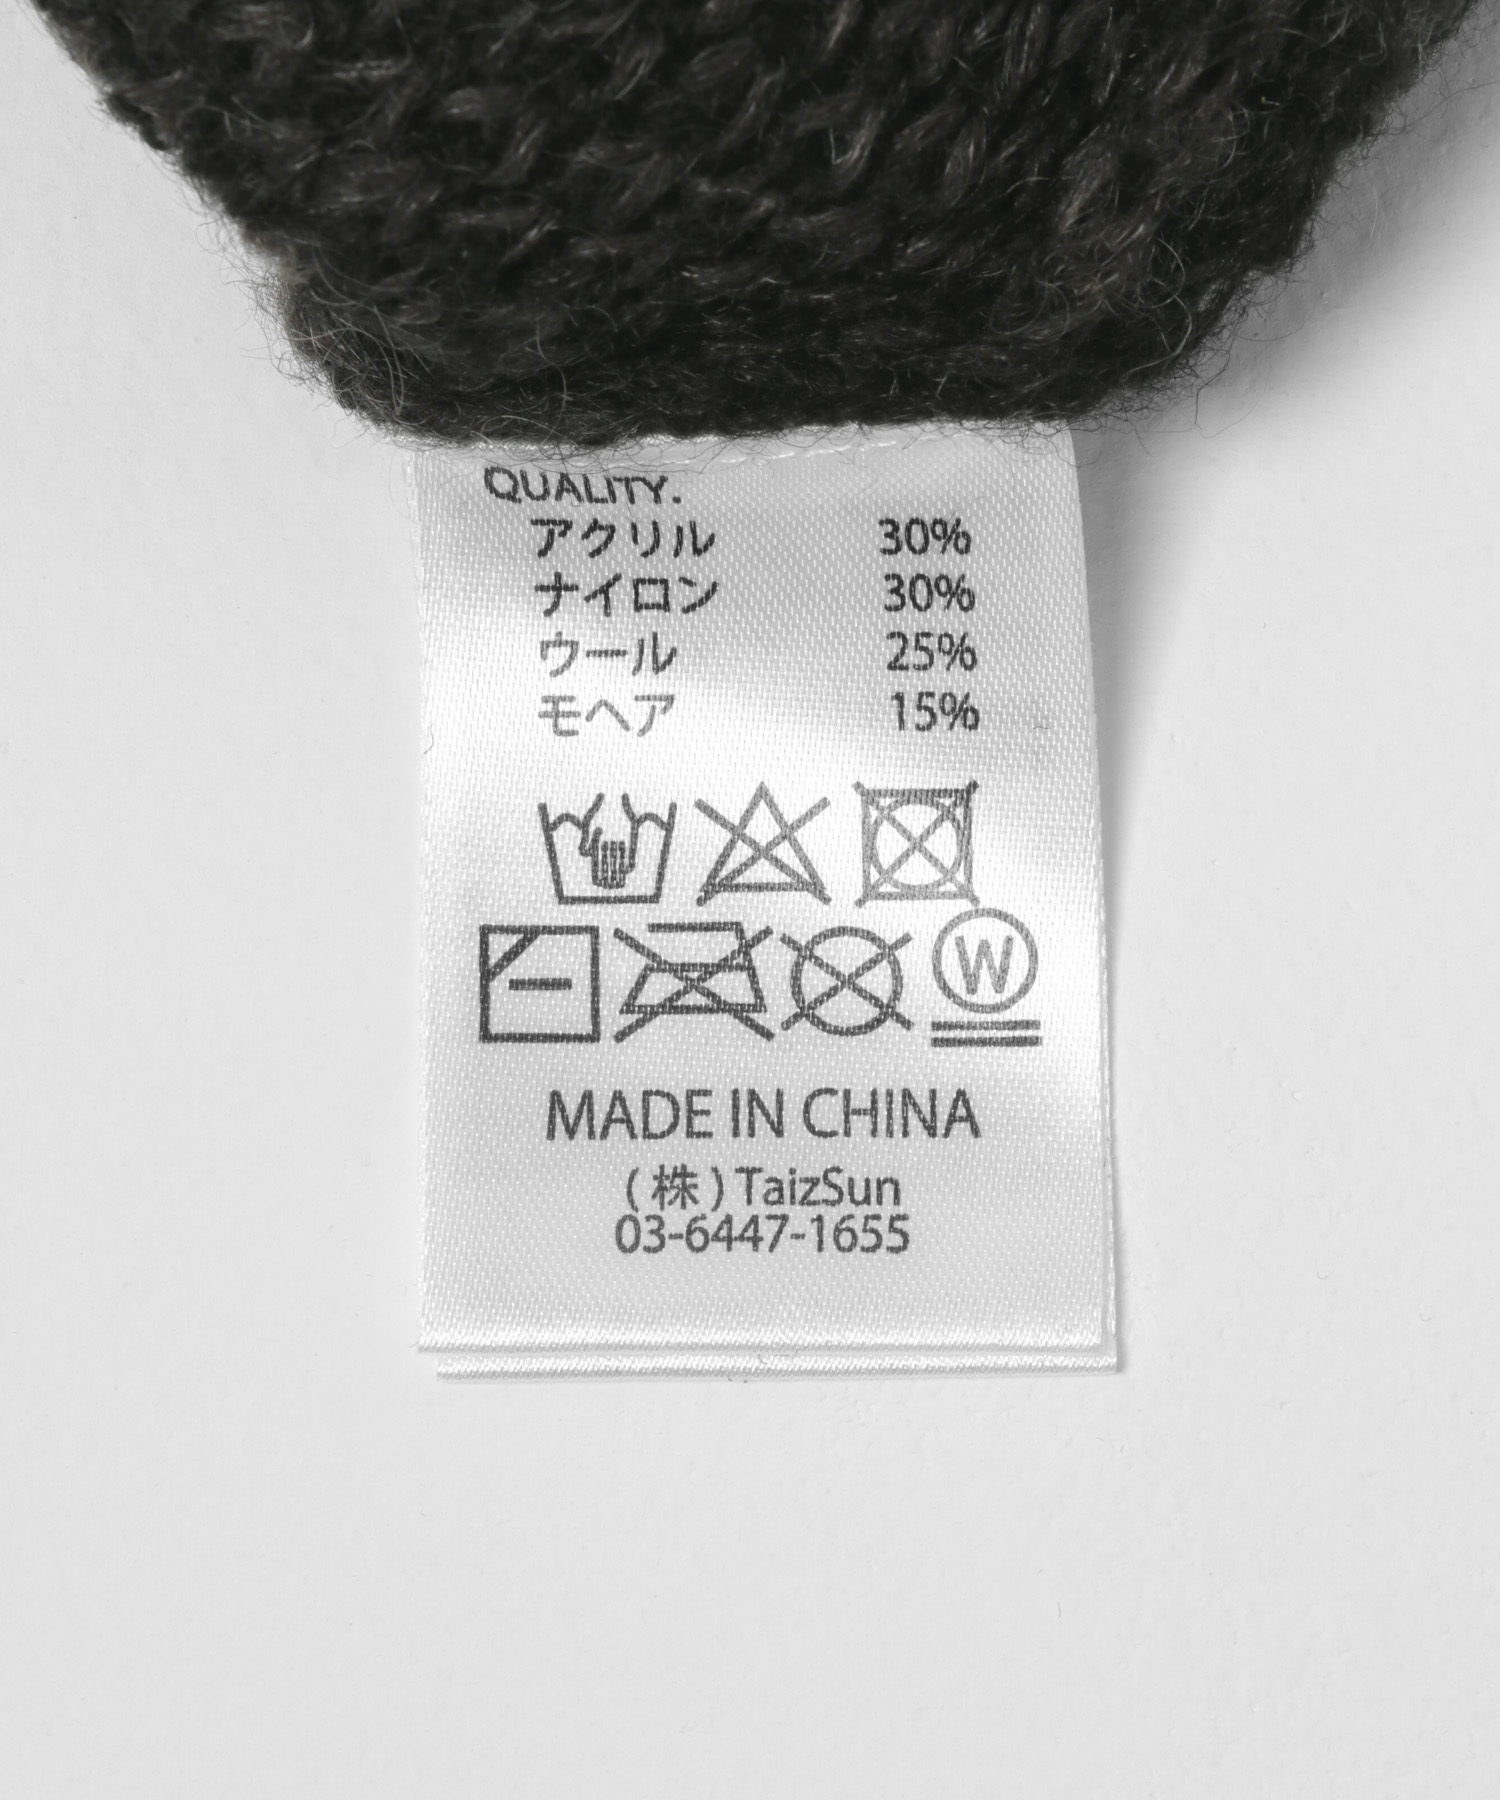 QUALITY.
アクリル 30%
ナイロン 30%
ウール 25%
モヘア 15%
W
MADE IN CHINA
(株)TaizSun
03-6447-1655